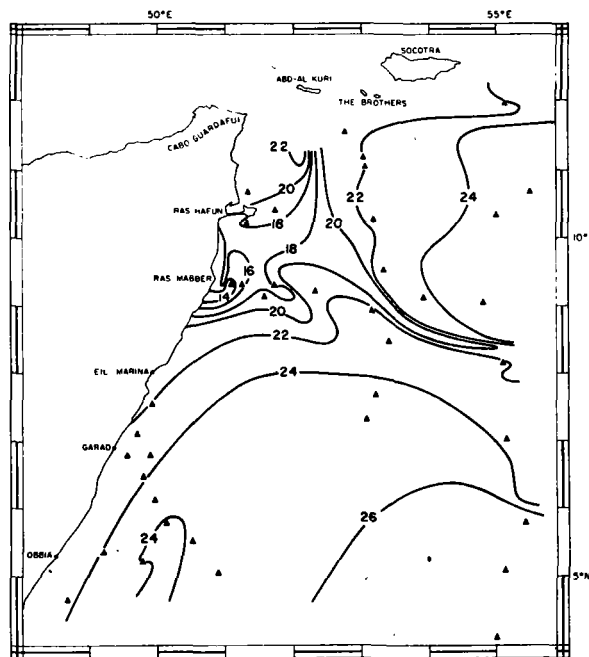 50°E 55°E
SOCOTRA
ABD-AL KURI
THE BROTHERS
CABO GUARDAFUI
22
20
22
24
RAS HAFUN
18
20
10°
18
RAS MABBER
16
14
20
22
EIL MARINA
24
GARAD
26
24
OBBIA
5°N